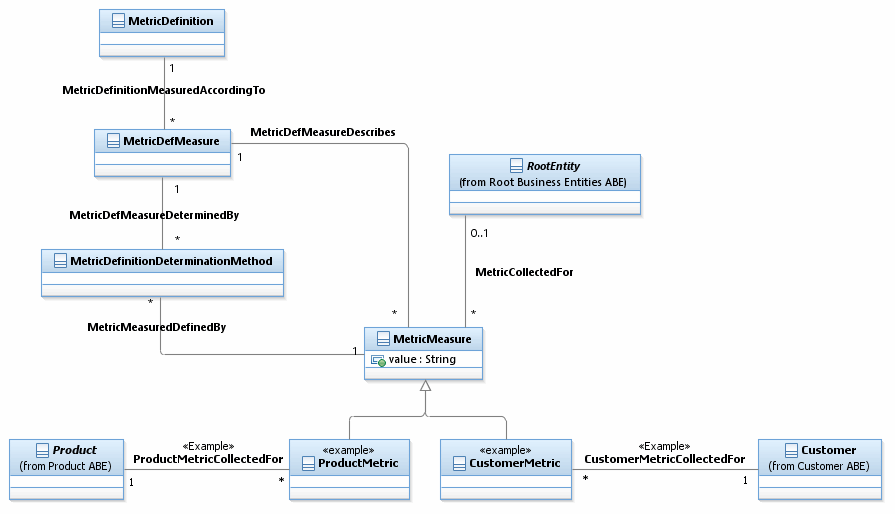 MetricDefinition
1
MetricDefinitionMeasuredAccordingTo
*
MetricDefMeasure
MetricDefMeasureDescribes
1
1
RootEntity
(from Root Business Entities ABE)
MetricDefMeasureDeterminedBy
*
0..1
MetricDefinitionDeterminationMethod
MetricCollectedFor
*
MetricMeasuredDefinedBy
*
*
1
MetricMeasure
value : String
Product
(from Product ABE)
«Example»
ProductMetricCollectedFor
1
*
«example»
ProductMetric
«example»
CustomerMetric
«Example»
CustomerMetricCollectedFor
*
1
Customer
(from Customer ABE)